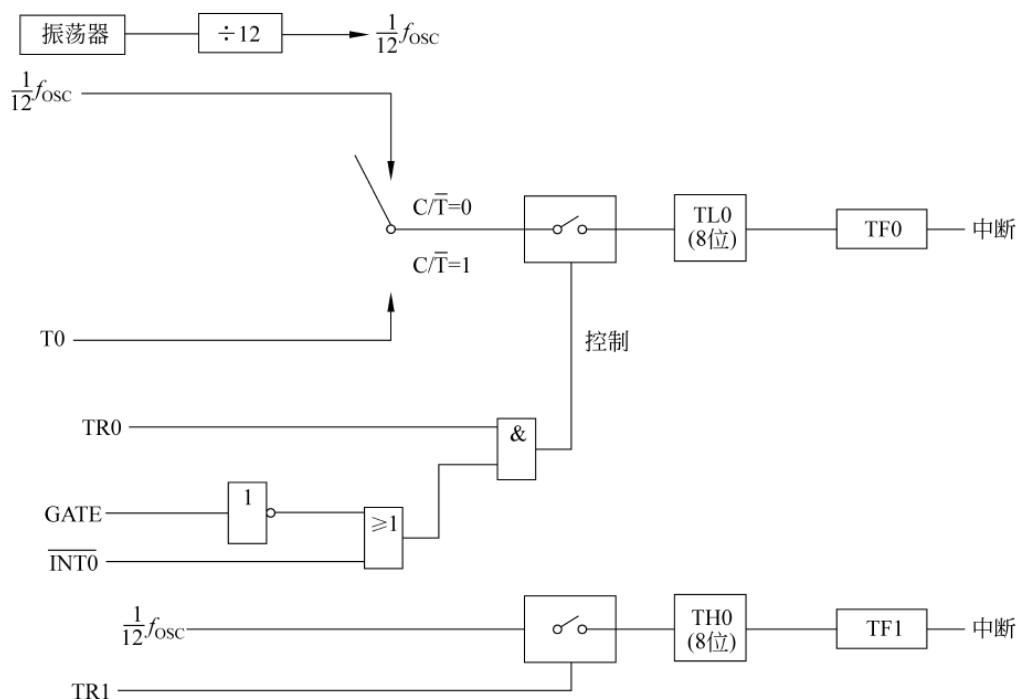 振荡器
÷12
1/12 fOSC
1/12 fOSC
C/T̅=0
C/T̅=1
TL0
(8位)
TF0
中断
T0
控制
TR0
&
GATE
1
≥1
I̅N̅T̅0̅
1/12 fOSC
TH0
(8位)
TF1
中断
TR1